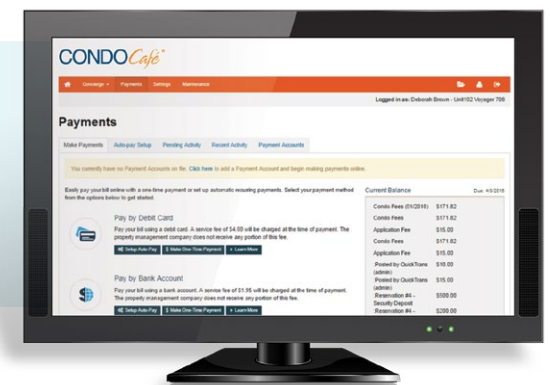 CONDOCafé
Concierge Payments Settings Maintenance
Logged in as: Deborah Brown - Unit102 Voyager 700
Payments
Make Payments Auto-pay Setup Pending Activity Recent Activity Payment Accounts
You currently have no Payment Accounts on file. Click here to add a Payment Account and begin making payments online.
Easily pay your bill online with a one-time payment or set up automatic recurring payments. Select your payment method
from the options below to get started.
Pay by Debit Card
Pay your bill using a debit card. A service fee of $4.00 will be charged at the time of payment. The
property management company does not receive any portion of this fee.
Setup Auto-Pay $ Make One-Time Payment Learn More
Pay by Bank Account
Pay your bill using a bank account. A service fee of $1.95 will be charged at the time of payment.
The property management company does not receive any portion of this fee.
Setup Auto-Pay $ Make One-Time Payment Learn More
Current Balance Due: 4/3/2016
Condo Fees (01/2016) $171.82
Condo Fees $171.82
Application Fee $15.00
Condo Fees $171.82
Application Fee $15.00
Posted by QuickTrans $10.00
(admin)
Posted by QuickTrans $15.00
(admin)
Reservation #4 - $500.00
Security Deposit
Reservation #4 - $200.00